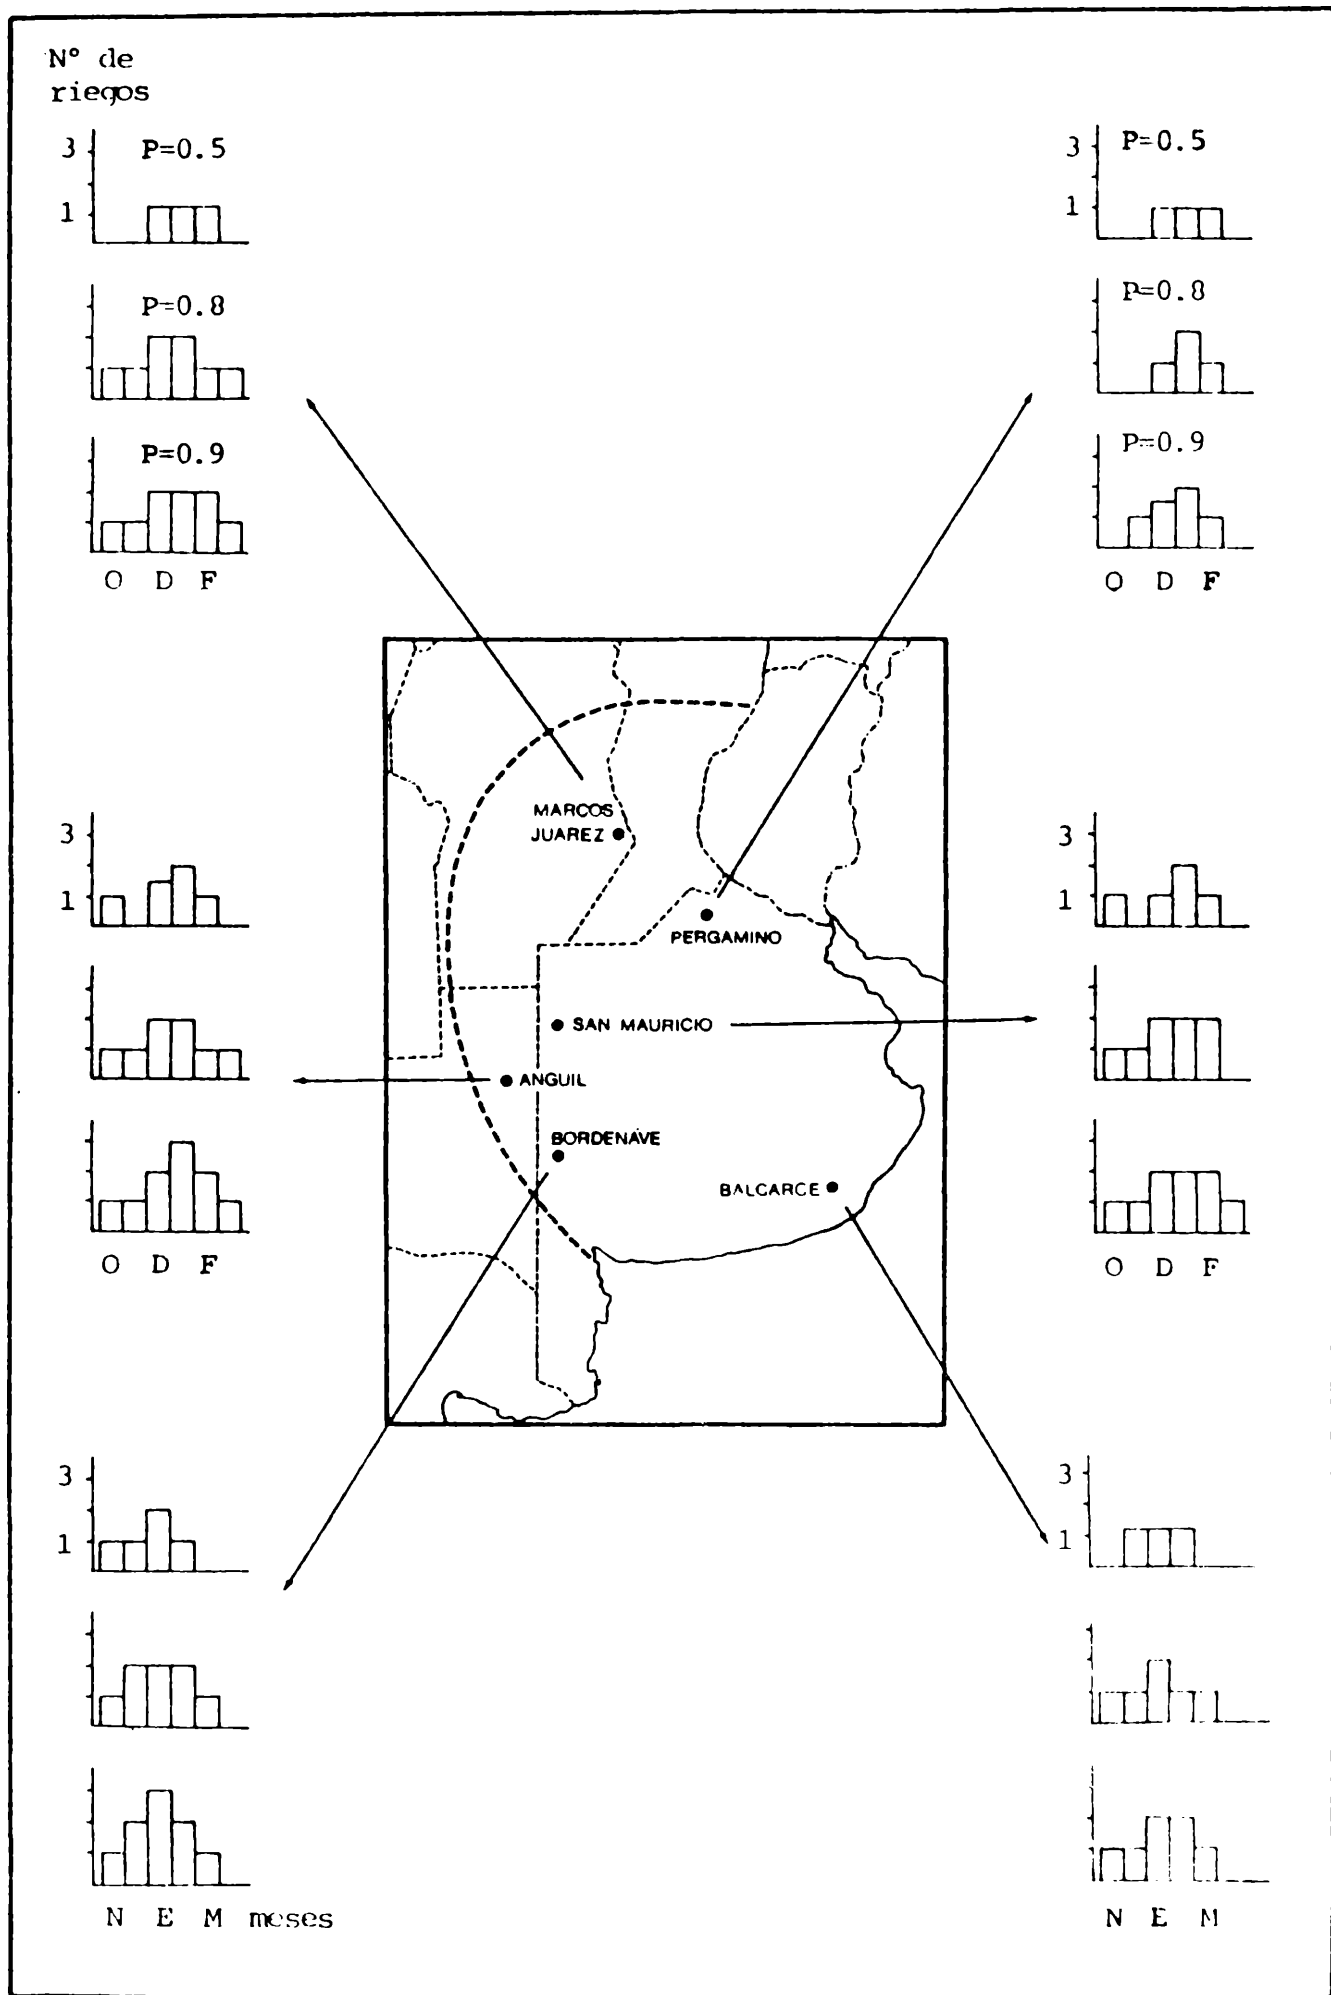 N° de
riegos
3 P=0.5
1
P=0.8
P=0.9
O D F
3 P=0.5
1
P=0.8
P=0.9
O D F
MARCOS
JUAREZ
PERGAMINO
SAN MAURICIO
ANGUIL
BORDENAVE
BALCARCE
3
1
O D F
3
1
O D F
3
1
N E M meses
3
1
N E M